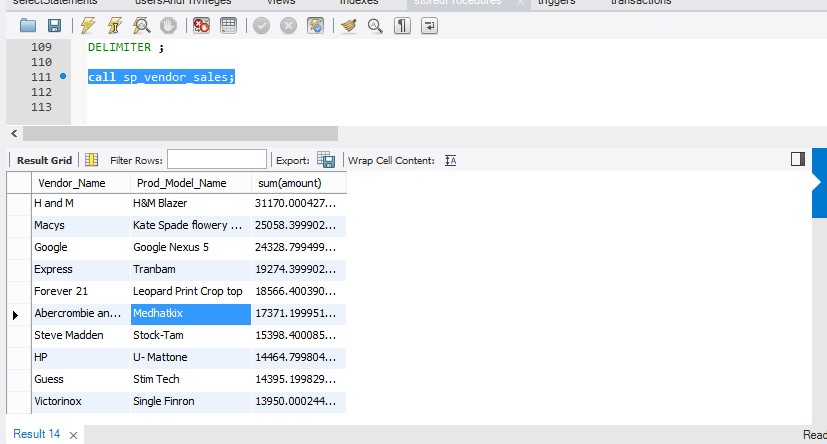 selectStatements usersAndPrivileges views indexes storedProcedures triggers transactions
109 DELIMITER ;
110
111 call sp_vendor_sales;
112
113
Result Grid Filter Rows: Export: Wrap Cell Content:
Vendor_Name Prod_Model_Name sum(amount)
H and M H&M Blazer 31170.000427...
Macys Kate Spade flowery ... 25058.399902...
Google Google Nexus 5 24328.799499...
Express Tranbam 19274.399902...
Forever 21 Leopard Print Crop top 18566.400390...
Abercrombie an... Medhatkix 17371.199951...
Steve Madden Stock-Tam 15398.400085...
HP U- Mattone 14464.799804...
Guess Stim Tech 14395.199829...
Victorinox Single Finron 13950.000244...
Result 14 Read